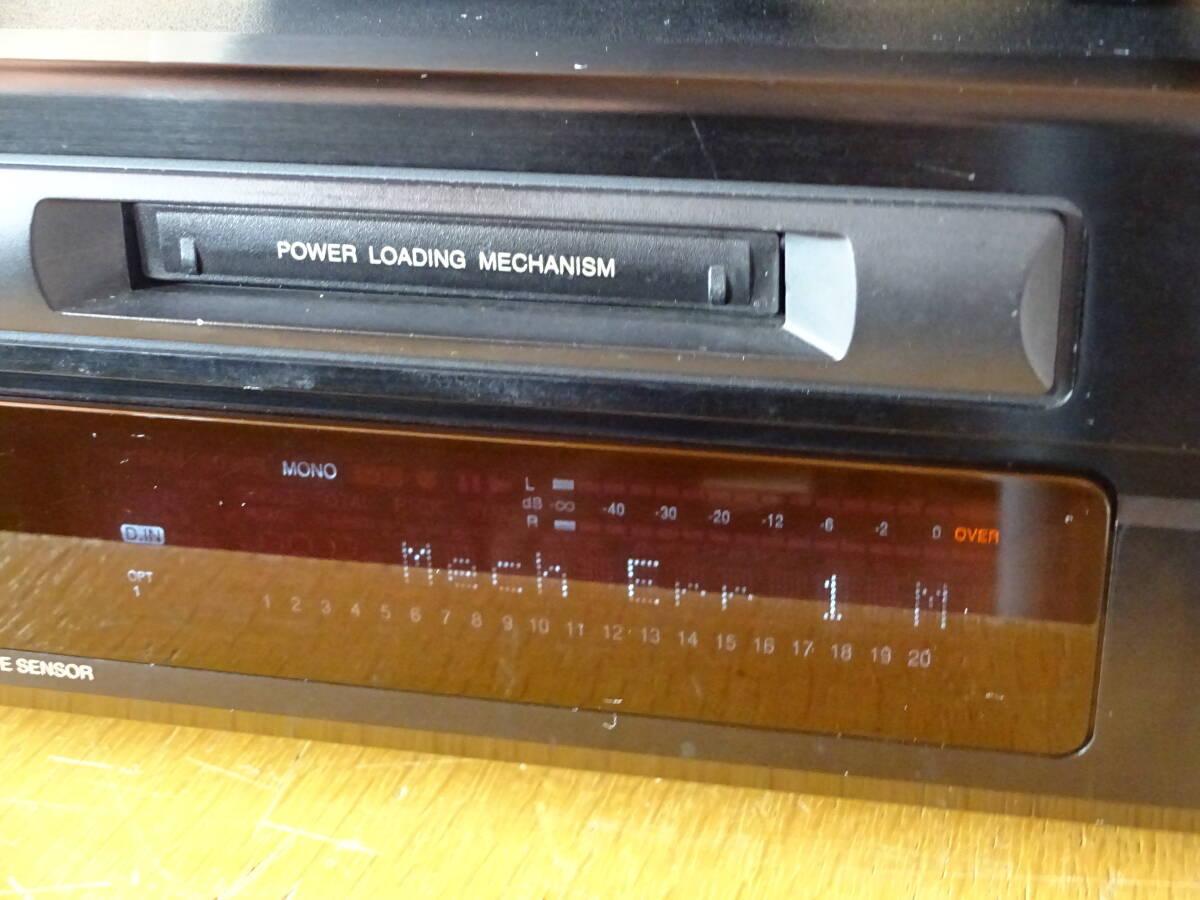 POWER LOADING MECHANISM
MONO
L
dB -∞ -40 -30 -20 -12 -6 -2 0 OVER
R
D.IN
OPT
1
Mech Err 1 M
1 2 3 4 5 6 7 8 9 10 11 12 13 14 15 16 17 18 19 20
E SENSOR